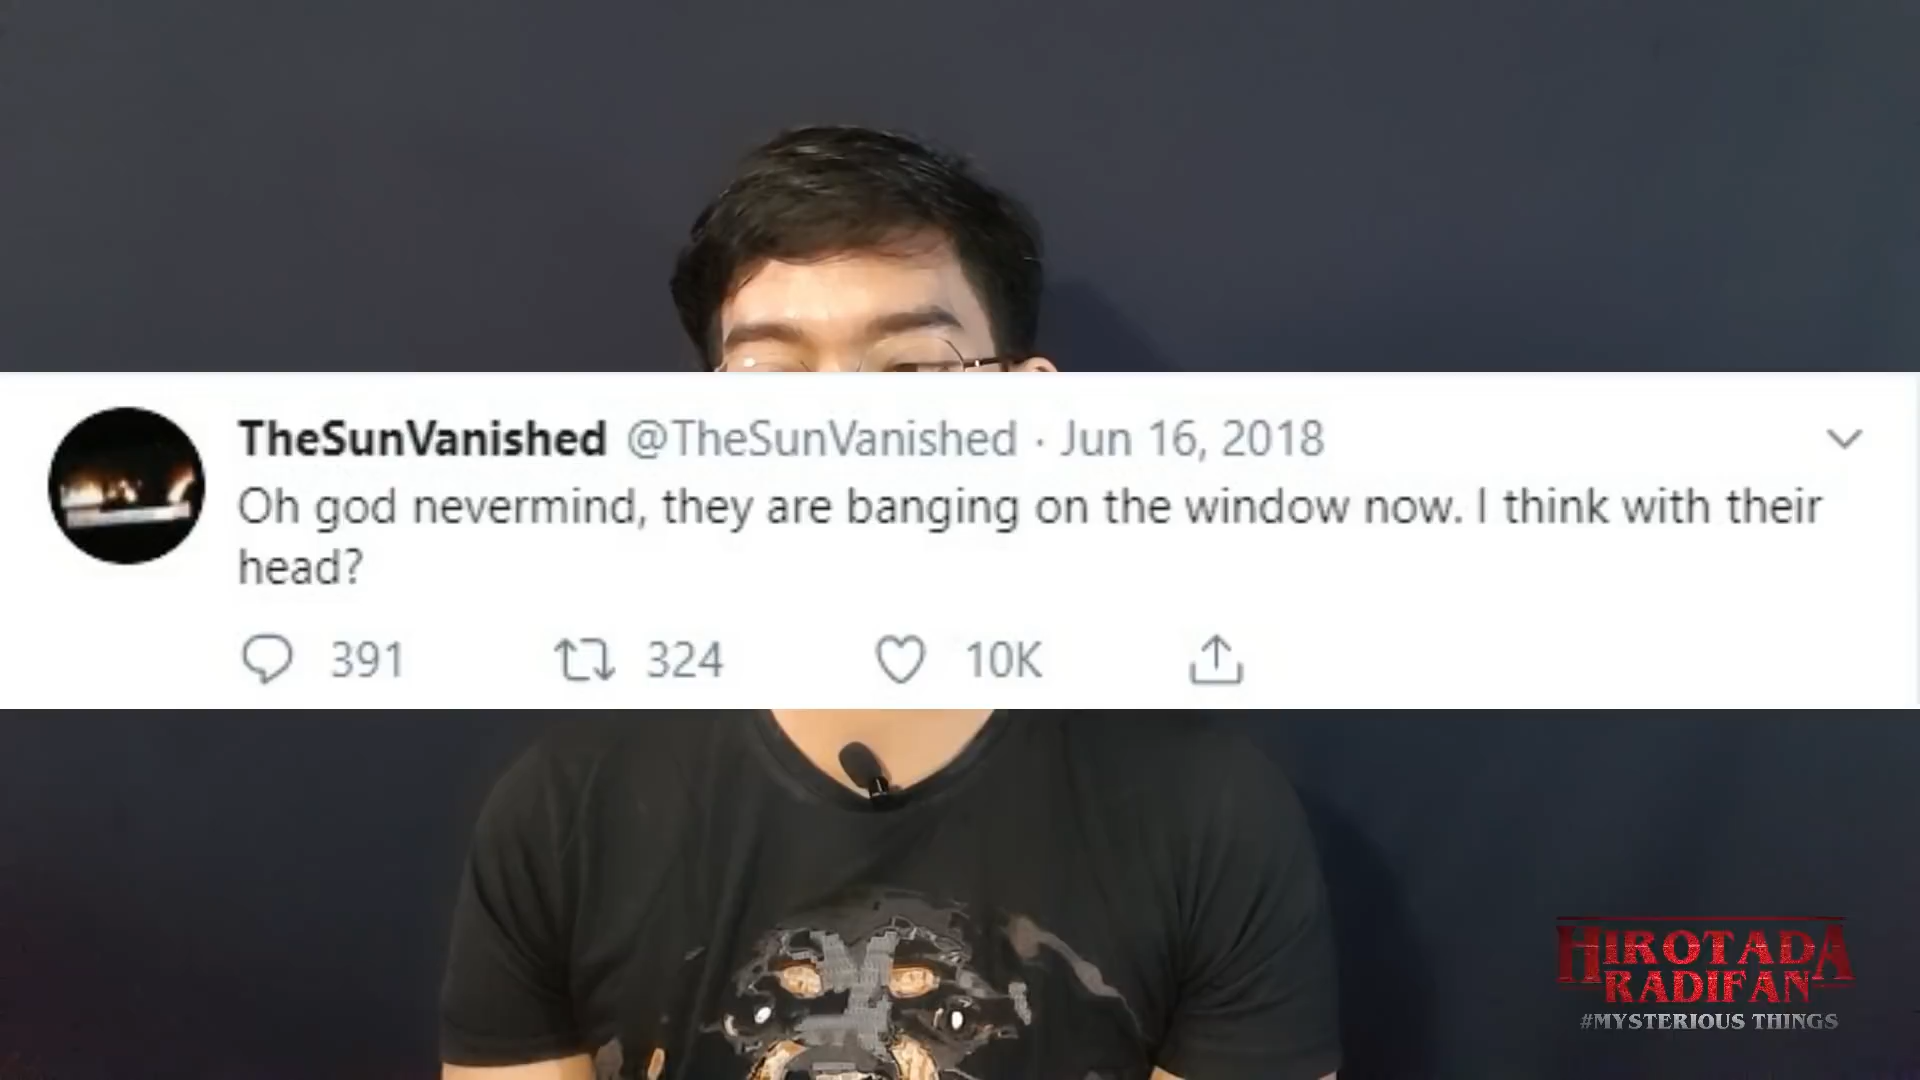 TheSunVanished @TheSunVanished · Jun 16, 2018
Oh god nevermind, they are banging on the window now. I think with their
head?
391 324 10K
HIROTADA
RADIFAN
#MYSTERIOUS THINGS